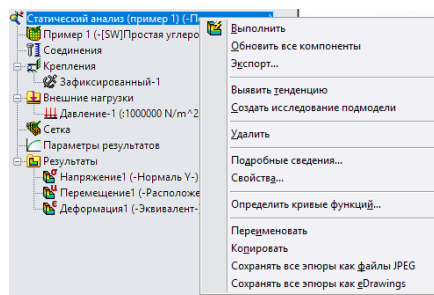 Статический анализ (пример 1) (-П
Пример 1 (-[SW]Простая углеро
Соединения
Крепления
Зафиксированный-1
Внешние нагрузки
Давление-1 (:1000000 N/m^2
Сетка
Параметры результатов
Результаты
Напряжение1 (-Нормаль Y-)
Перемещение1 (-Расположе
Деформация1 (-Эквивалент-
Выполнить
Обновить все компоненты
Экспорт...
Выявить тенденцию
Создать исследование подмодели
Удалить
Подробные сведения...
Свойства...
Определить кривые функций...
Переименовать
Копировать
Сохранять все эпюры как файлы JPEG
Сохранять все эпюры как eDrawings